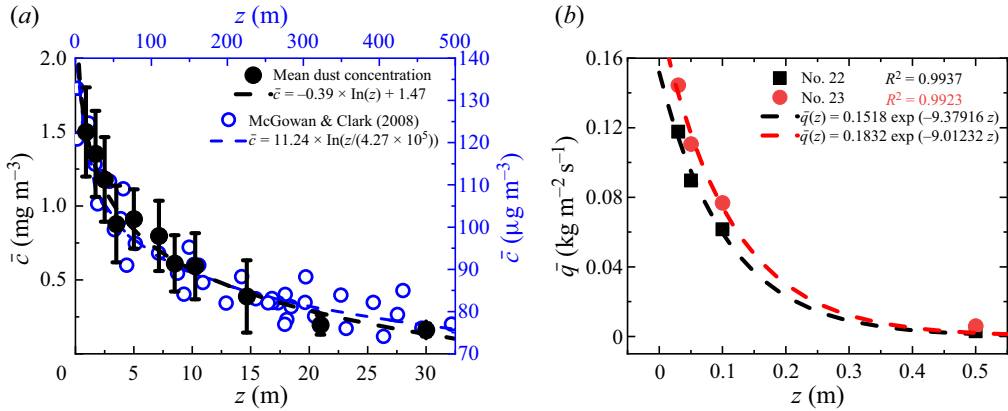 (a)
z (m)
0 100 200 300 400 500
2.0
1.5
1.0
0.5
0
140
130
120
110
100
90
80
70
Mean dust concentration
c̄ = –0.39 × In(z) + 1.47
McGowan & Clark (2008)
c̄ = 11.24 × In(z/(4.27 × 10⁵))
c̄ (mg m⁻³)
c̄ (μg m⁻³)
5 10 15 20 25 30
z (m)
(b)
0.16
0.12
0.08
0.04
0
No. 22 R² = 0.9937
No. 23 R² = 0.9923
q̄(z) = 0.1518 exp (–9.37916 z)
q̄(z) = 0.1832 exp (–9.01232 z)
q̄ (kg m⁻² s⁻¹)
0 0.1 0.2 0.3 0.4 0.5
z (m)